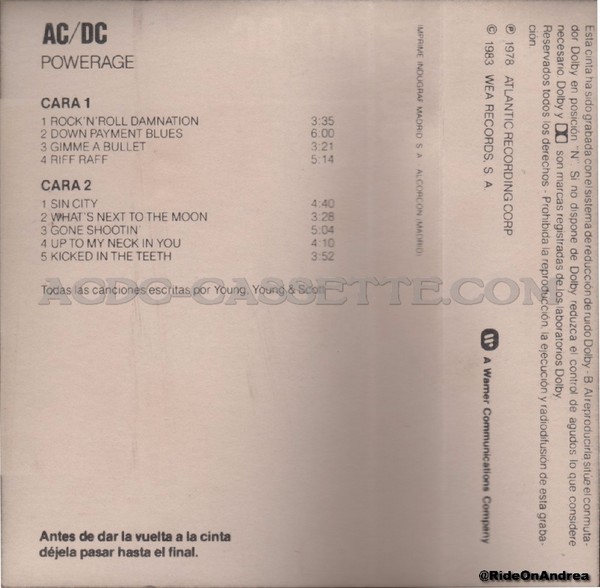 AC/DC
POWERAGE
CARA 1
1 ROCK'N'ROLL DAMNATION 3:35
2 DOWN PAYMENT BLUES 6:00
3 GIMME A BULLET 3:21
4 RIFF RAFF 5:14
CARA 2
1 SIN CITY 4:40
2 WHAT'S NEXT TO THE MOON 3:28
3 GONE SHOOTIN' 5:04
4 UP TO MY NECK IN YOU 4:10
5 KICKED IN THE TEETH 3:52
Todas las canciones escritas por Young, Young & Scott
ACDC-CASSETTE.COM
Antes de dar la vuelta a la cinta
déjela pasar hasta el final.
IMPRIME INDUGRAF MADRID S. A. ALCORCON (MADRID)
Ⓟ 1978 ATLANTIC RECORDING CORP
© 1983 WEA RECORDS, S. A.
A Warner Communications Company
Esta cinta ha sido grabada con el sistema de reducción de ruido Dolby - B. Al reproducirla situe el conmuta-
dor Dolby en posición "N". Si no dispone de Dolby, reduzca el control de agudos lo que considere
necesario. Dolby y son marcas registradas de los laboratorios Dolby.
Reservados todos los derechos - Prohibida la reproducción, la ejecución y radiodifusión de esta graba-
ción.
@RideOnAndrea